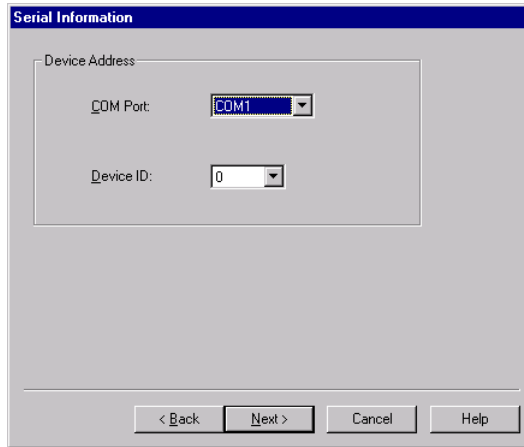 Serial Information
Device Address
COM Port: COM1
Device ID: 0
< Back Next > Cancel Help